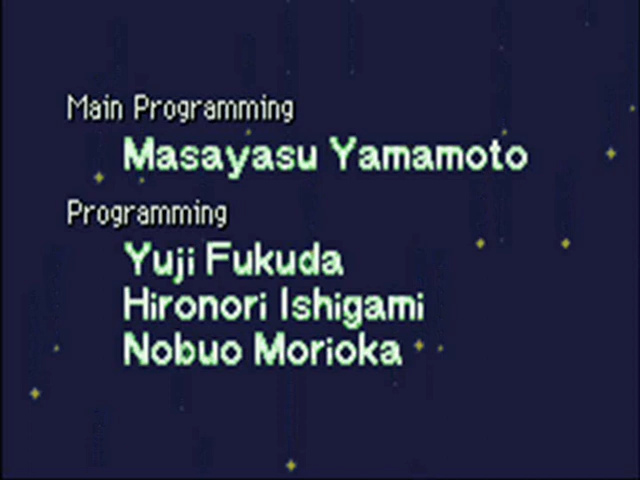 Main Programming
Masayasu Yamamoto
Programming
Yuji Fukuda
Hironori Ishigami
Nobuo Morioka